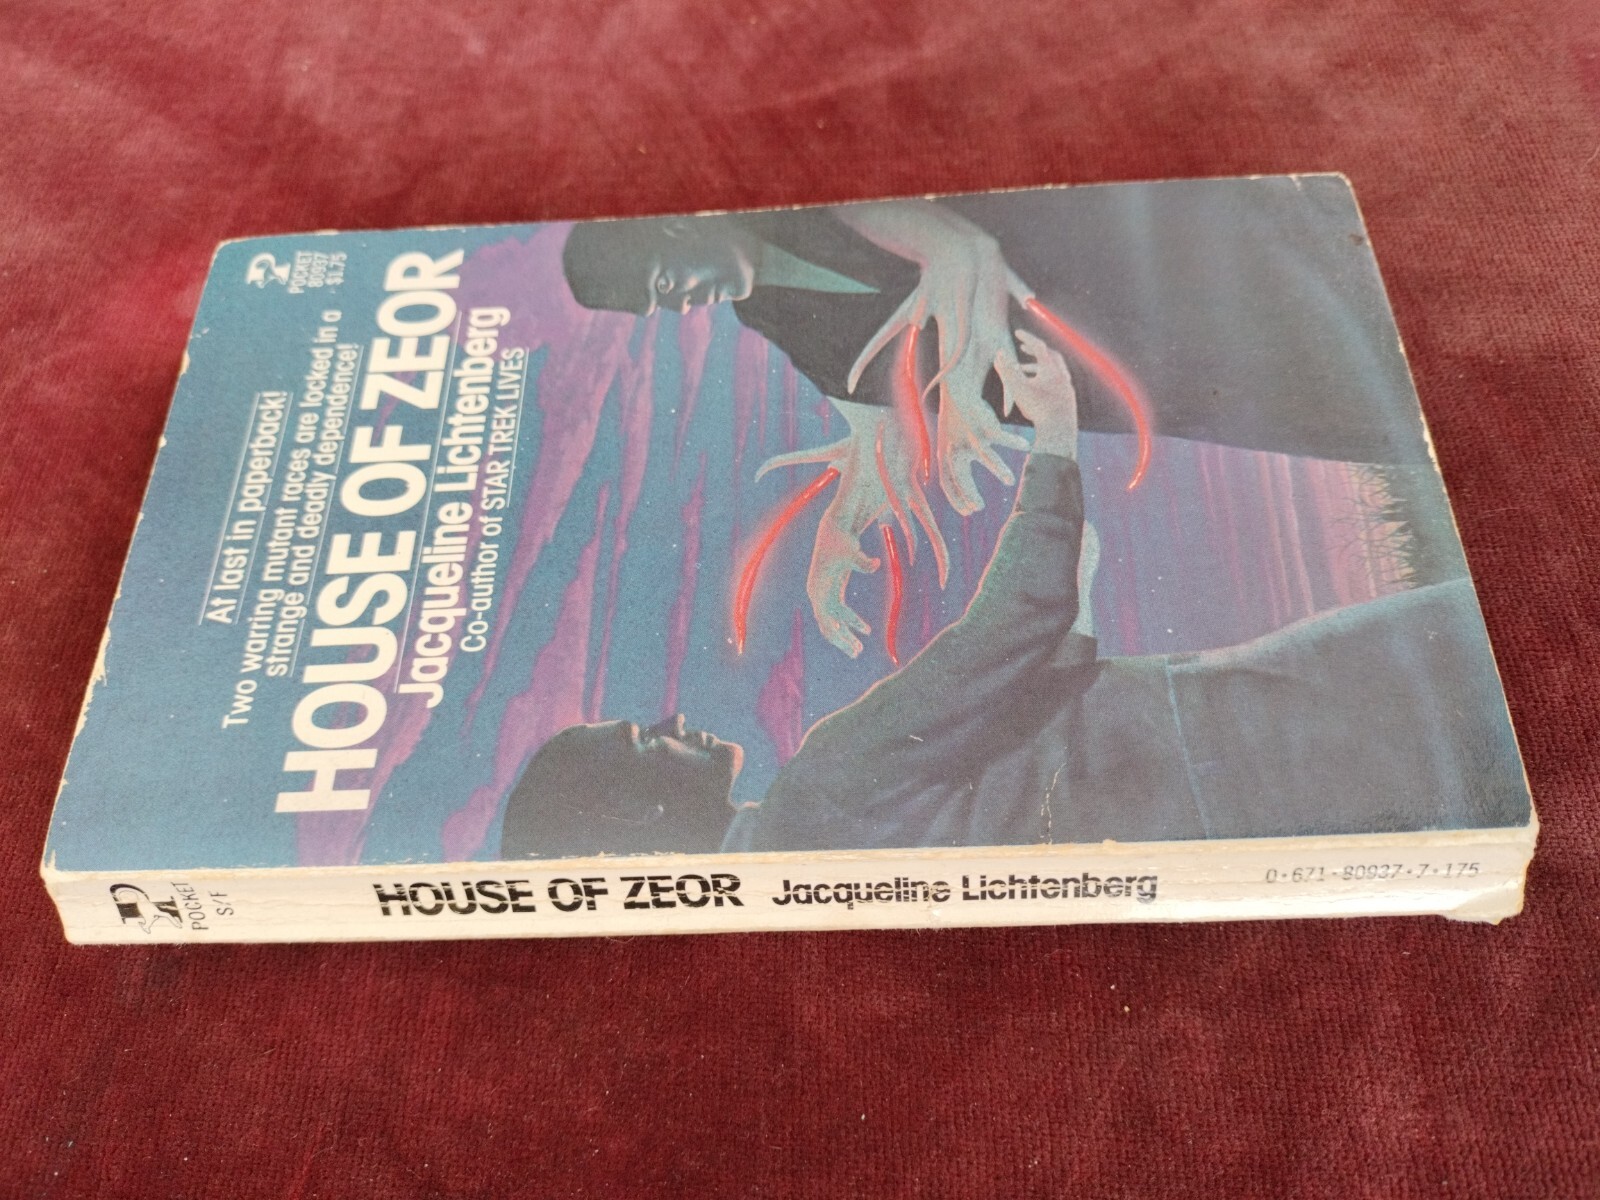 POCKET
80937
$1.75
At last in paperback!
Two warring mutant races are locked in a
strange and deadly dependence!
HOUSE OF ZEOR
Jacqueline Lichtenberg
Co-author of STAR TREK LIVES
POCKET
S/F
HOUSE OF ZEOR
Jacqueline Lichtenberg
0·671-80937-7·175